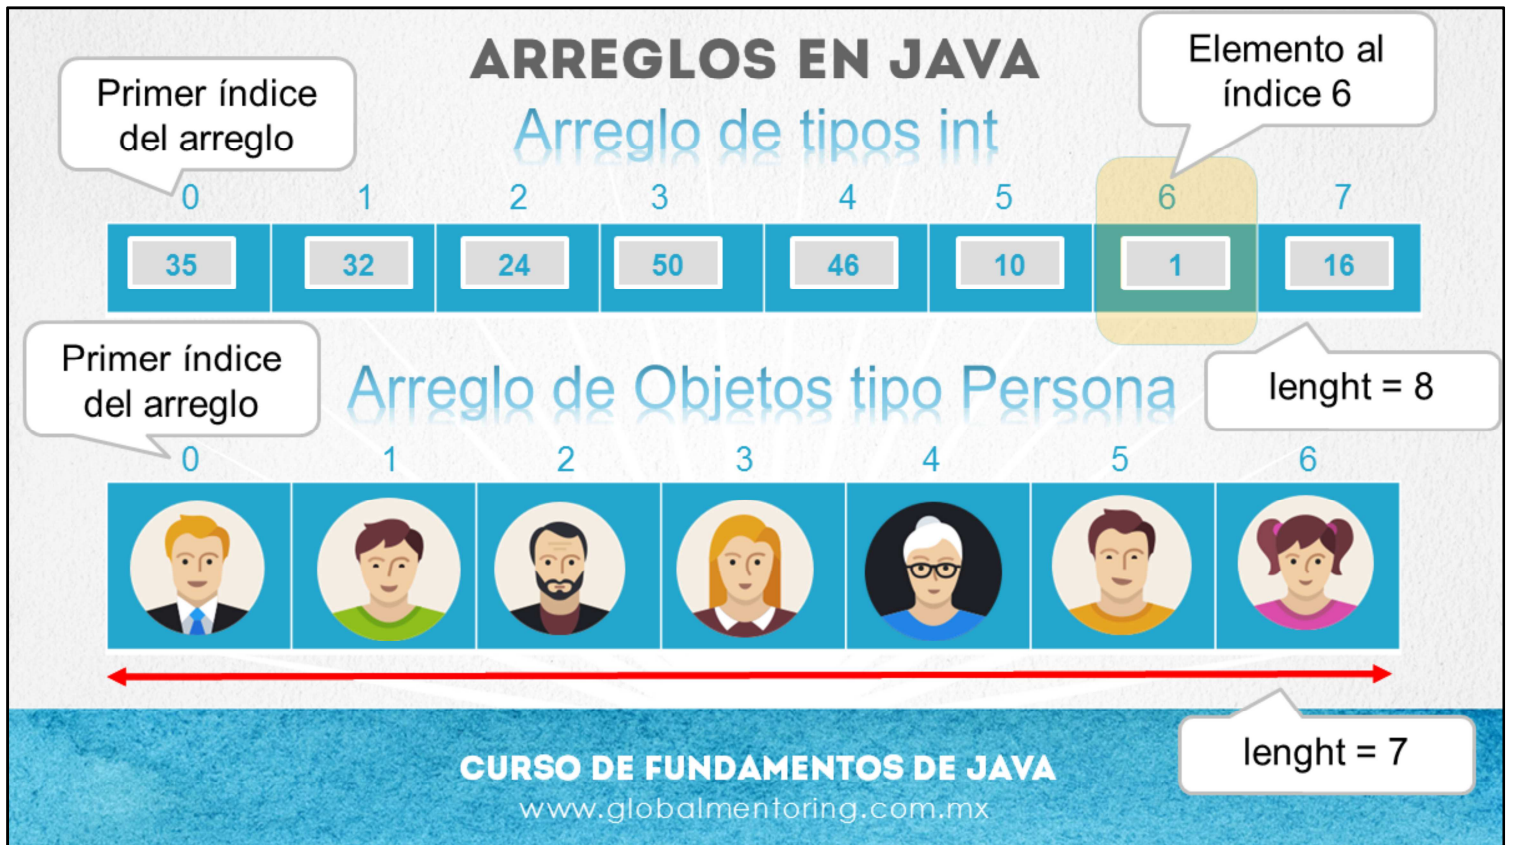 ARREGLOS EN JAVA
Primer índice
del arreglo
Elemento al
índice 6
Arreglo de tipos int
0 1 2 3 4 5 6 7
35 32 24 50 46 10 1 16
Primer índice
del arreglo
lenght = 8
Arreglo de Objetos tipo Persona
0 1 2 3 4 5 6
lenght = 7
CURSO DE FUNDAMENTOS DE JAVA
www.globalmentoring.com.mx